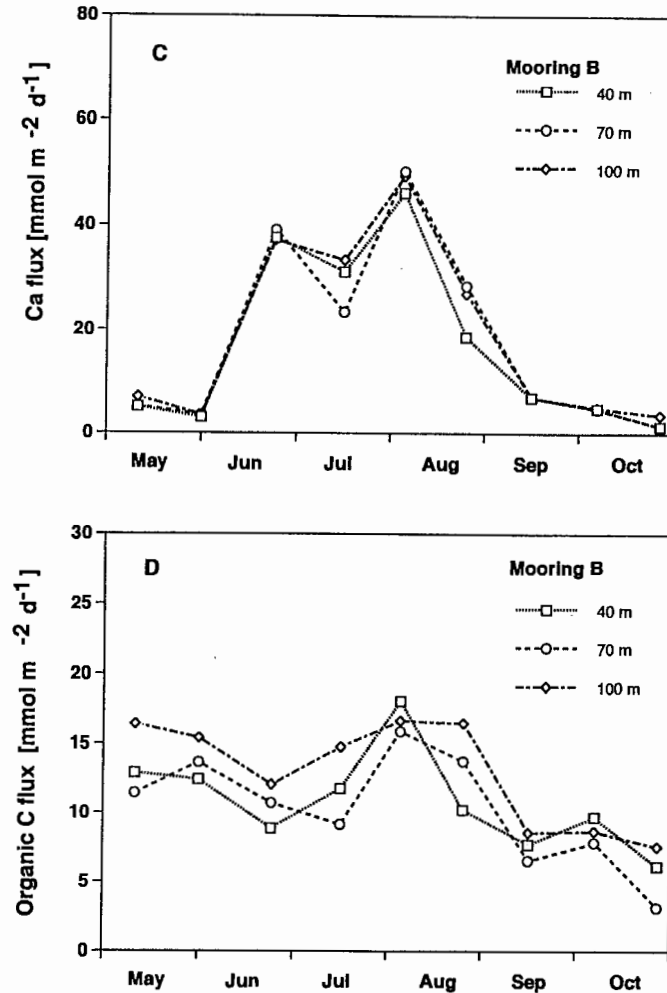 80
C
Mooring B
40 m
70 m
100 m
60
40
20
0
Ca flux [mmol m -2 d-1 ]
May Jun Jul Aug Sep Oct
30
D
Mooring B
40 m
70 m
100 m
25
20
15
10
5
0
Organic C flux [mmol m -2 d-1 ]
May Jun Jul Aug Sep Oct